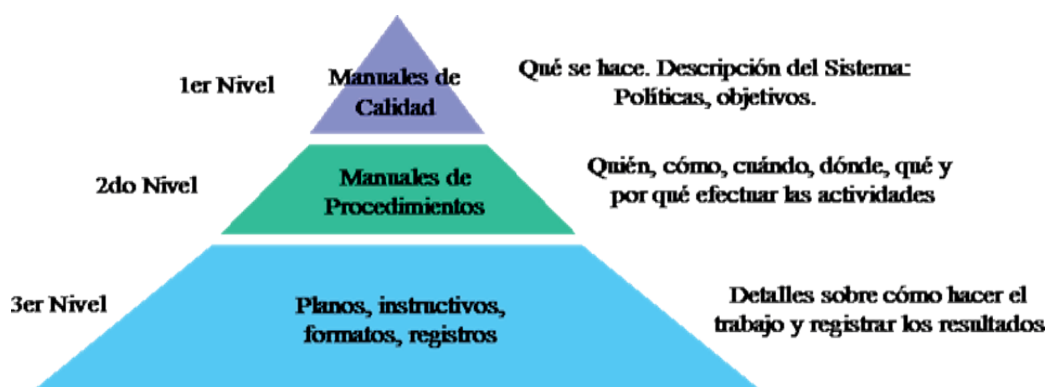 1er Nivel
Manuales de
Calidad
Qué se hace. Descripción del Sistema:
Políticas, objetivos.
2do Nivel
Manuales de
Procedimientos
Quién, cómo, cuándo, dónde, qué y
por qué efectuar las actividades
3er Nivel
Planos, instructivos,
formatos, registros
Detalles sobre cómo hacer el
trabajo y registrar los resultados